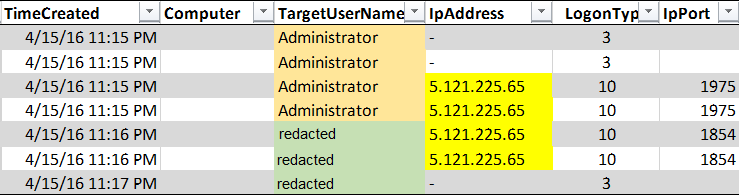 TimeCreated Computer TargetUserName IpAddress LogonTyp IpPort
4/15/16 11:15 PM Administrator - 3
4/15/16 11:15 PM Administrator - 3
4/15/16 11:15 PM Administrator 5.121.225.65 10 1975
4/15/16 11:15 PM Administrator 5.121.225.65 10 1975
4/15/16 11:16 PM redacted 5.121.225.65 10 1854
4/15/16 11:16 PM redacted 5.121.225.65 10 1854
4/15/16 11:17 PM redacted - 3